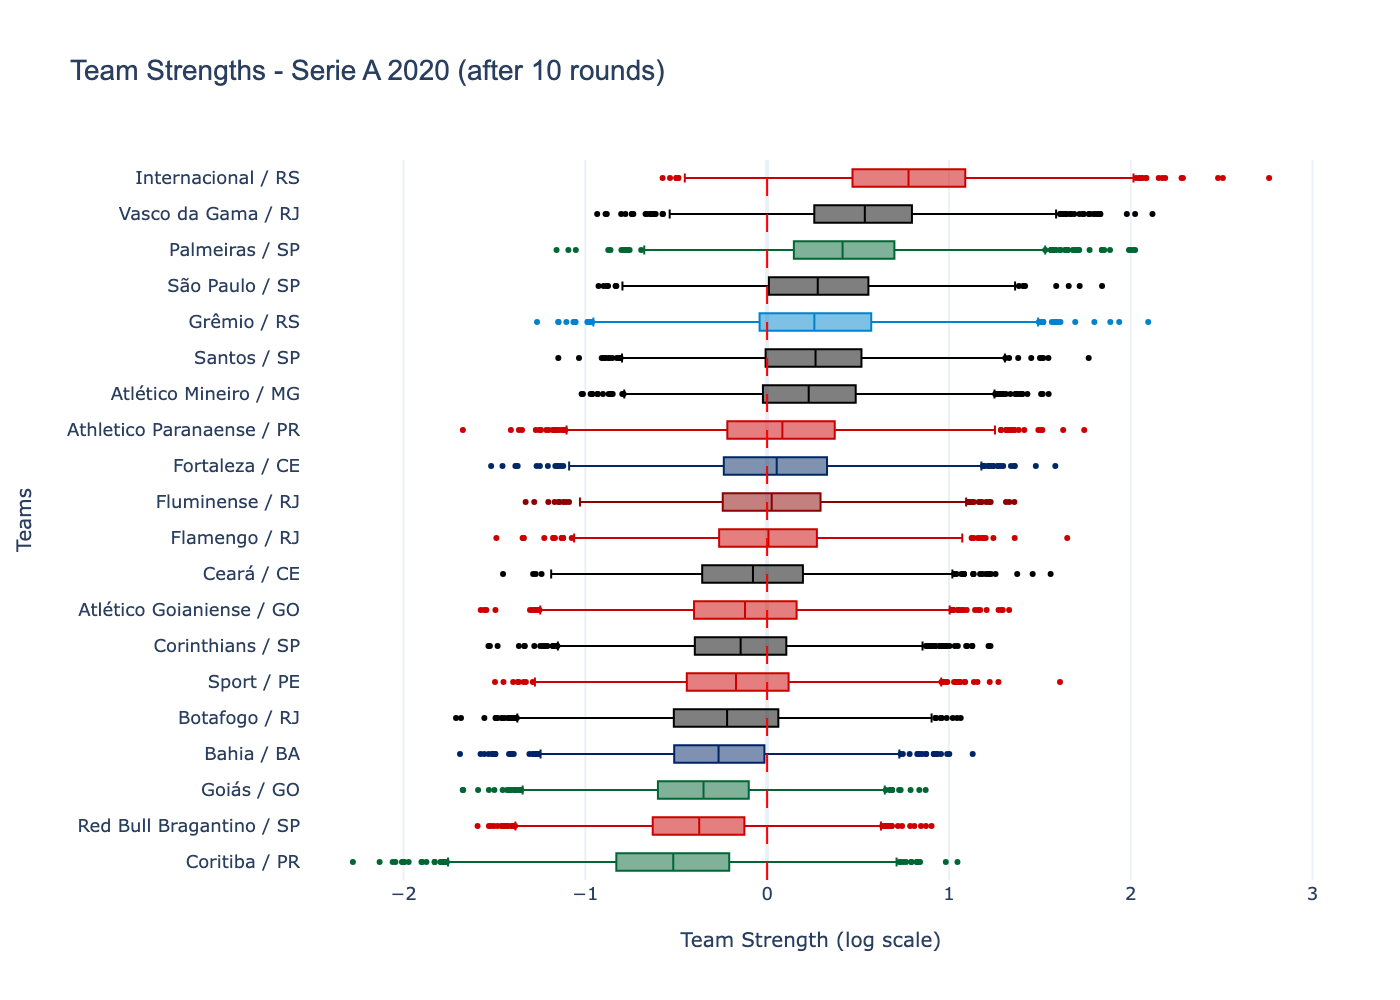 Team Strengths - Serie A 2020 (after 10 rounds)
Teams
Internacional / RS
Vasco da Gama / RJ
Palmeiras / SP
São Paulo / SP
Grêmio / RS
Santos / SP
Atlético Mineiro / MG
Athletico Paranaense / PR
Fortaleza / CE
Fluminense / RJ
Flamengo / RJ
Ceará / CE
Atlético Goianiense / GO
Corinthians / SP
Sport / PE
Botafogo / RJ
Bahia / BA
Goiás / GO
Red Bull Bragantino / SP
Coritiba / PR
−2 −1 0 1 2 3
Team Strength (log scale)